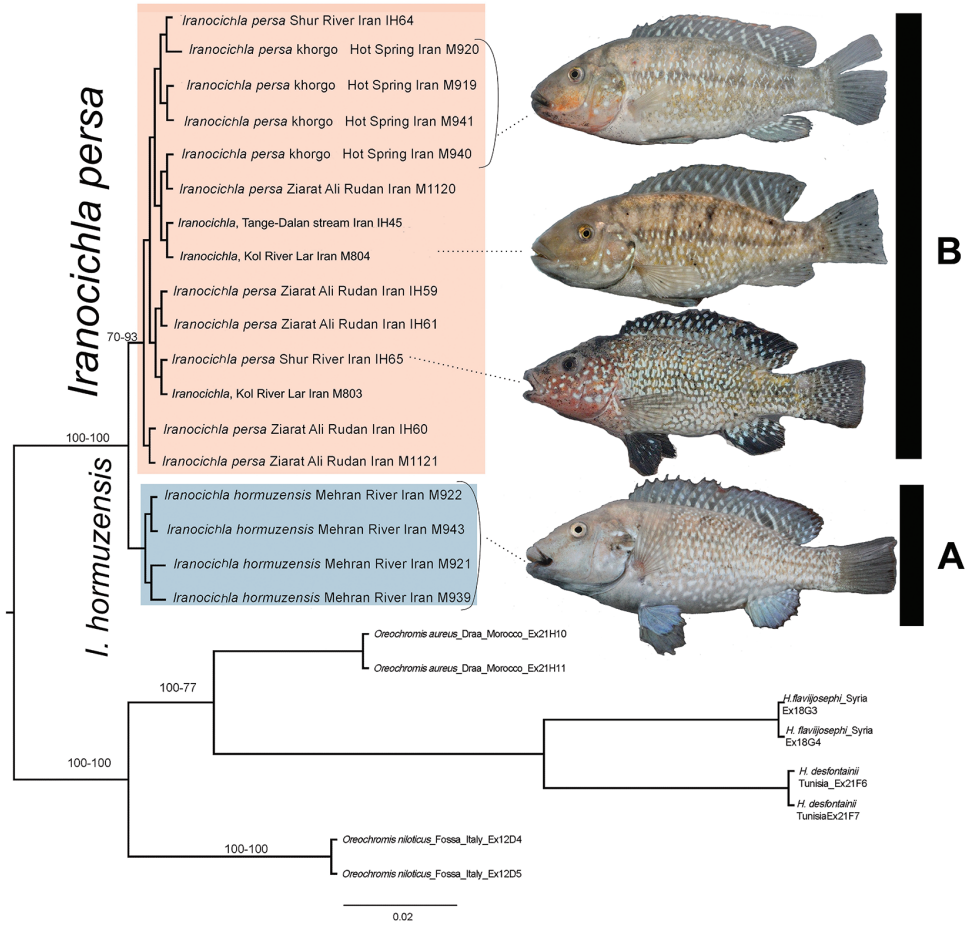 Iranocichla persa
I. hormuzensis
Iranocichla persa Shur River Iran IH64
Iranocichla persa khorgo Hot Spring Iran M920
Iranocichla persa khorgo Hot Spring Iran M919
Iranocichla persa khorgo Hot Spring Iran M941
Iranocichla persa khorgo Hot Spring Iran M940
Iranocichla persa Ziarat Ali Rudan Iran M1120
Iranocichla, Tange-Dalan stream Iran IH45
Iranocichla, Kol River Lar Iran M804
Iranocichla persa Ziarat Ali Rudan Iran IH59
Iranocichla persa Ziarat Ali Rudan Iran IH61
Iranocichla persa Shur River Iran IH65
Iranocichla, Kol River Lar Iran M803
Iranocichla persa Ziarat Ali Rudan Iran IH60
Iranocichla persa Ziarat Ali Rudan Iran M1121
Iranocichla hormuzensis Mehran River Iran M922
Iranocichla hormuzensis Mehran River Iran M943
Iranocichla hormuzensis Mehran River Iran M921
Iranocichla hormuzensis Mehran River Iran M939
B
A
70-93
100-100
Oreochromis aureus_Draa_Morocco_Ex21H10
Oreochromis aureus_Draa_Morocco_Ex21H11
100-77
H.flaviijosephi_Syria
Ex18G3
H. flaviijosephi_Syria
Ex18G4
100-100
H. desfontainii
Tunisia_Ex21F6
H. desfontainii
TunisiaEx21F7
100-100
Oreochromis niloticus_Fossa_Italy_Ex12D4
Oreochromis niloticus_Fossa_Italy_Ex12D5
0.02